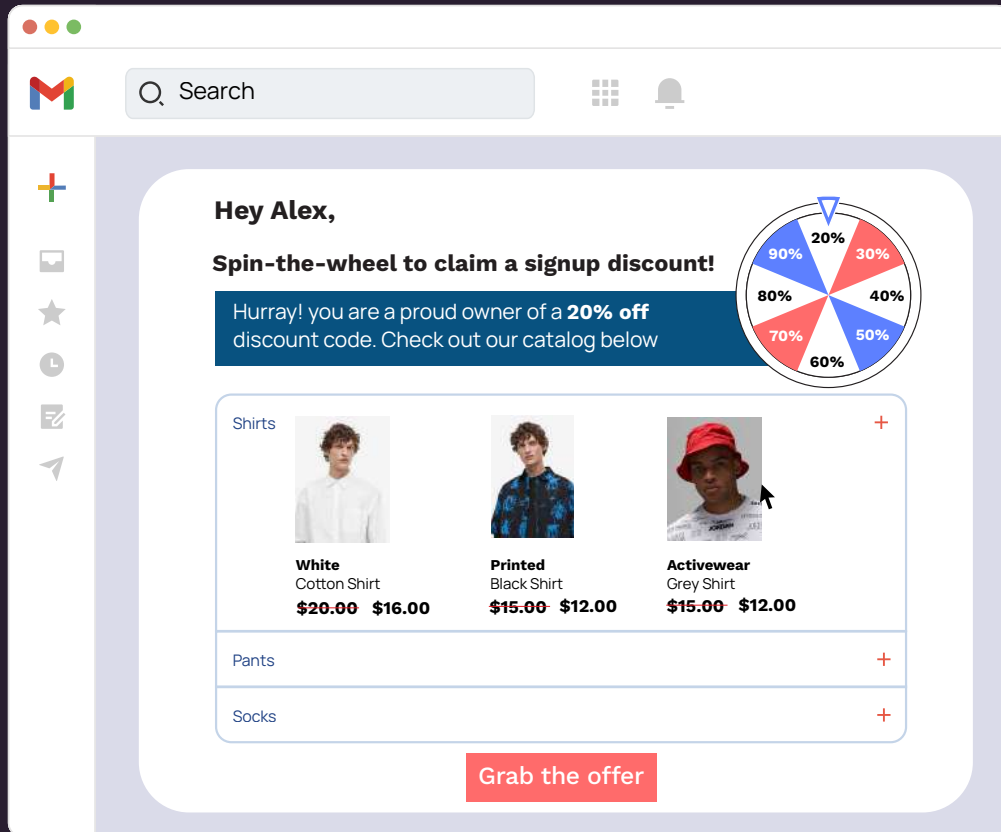 Search
Hey Alex,
Spin-the-wheel to claim a signup discount!
Hurray! you are a proud owner of a 20% off
discount code. Check out our catalog below
20%
30%
40%
50%
60%
70%
80%
90%
Shirts
JORDAN
White
Cotton Shirt
$20.00 $16.00
Printed
Black Shirt
$15.00 $12.00
Activewear
Grey Shirt
$15.00 $12.00
Pants
Socks
Grab the offer